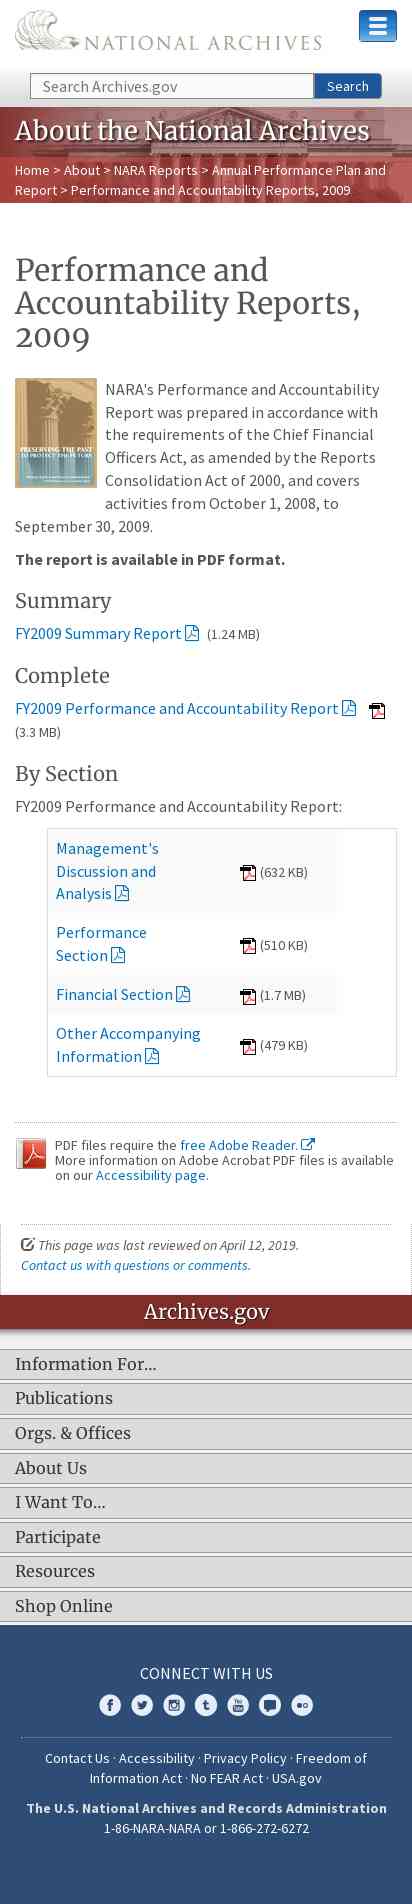 NATIONAL ARCHIVES
Search Archives.gov
Search
About the National Archives
Home > About > NARA Reports > Annual Performance Plan and
Report > Performance and Accountability Reports, 2009
Performance and
Accountability Reports,
2009
PRESERVING THE PAST
TO PROTECT THE FUTURE
NARA's Performance and Accountability
Report was prepared in accordance with
the requirements of the Chief Financial
Officers Act, as amended by the Reports
Consolidation Act of 2000, and covers
activities from October 1, 2008, to
September 30, 2009.
The report is available in PDF format.
Summary
FY2009 Summary Report (1.24 MB)
Complete
FY2009 Performance and Accountability Report
(3.3 MB)
By Section
FY2009 Performance and Accountability Report:
Management's
Discussion and
Analysis
(632 KB)
Performance
Section
(510 KB)
Financial Section (1.7 MB)
Other Accompanying
Information
(479 KB)
PDF files require the free Adobe Reader.
More information on Adobe Acrobat PDF files is available
on our Accessibility page.
This page was last reviewed on April 12, 2019.
Contact us with questions or comments.
Archives.gov
Information For…
Publications
Orgs. & Offices
About Us
I Want To…
Participate
Resources
Shop Online
CONNECT WITH US
Contact Us · Accessibility · Privacy Policy · Freedom of
Information Act · No FEAR Act · USA.gov
The U.S. National Archives and Records Administration
1-86-NARA-NARA or 1-866-272-6272